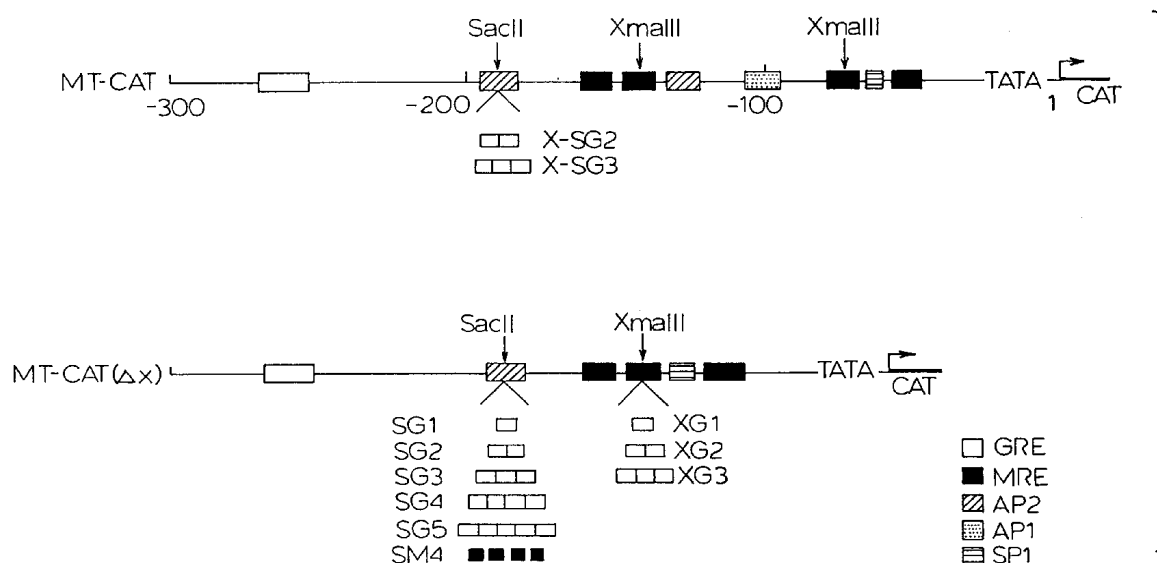 SacII XmaIII XmaIII
MT-CAT TATA
-300 -200 -100 1 CAT
X-SG2
X-SG3
SacII XmaIII
MT-CAT(Δx) TATA
CAT
SG1 XG1
SG2 XG2
SG3 XG3
SG4
SG5
SM4
GRE
MRE
AP2
AP1
SP1